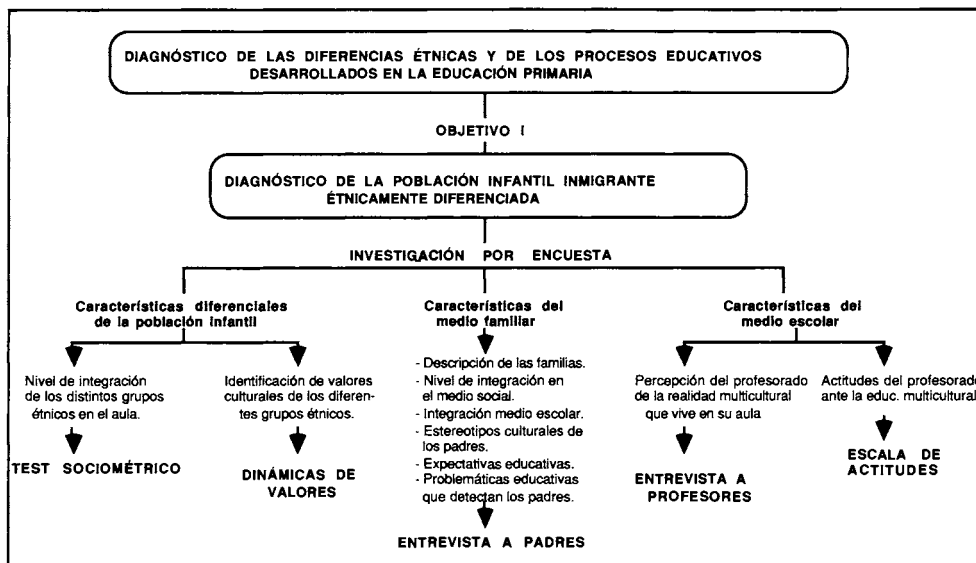 DIAGNÓSTICO DE LAS DIFERENCIAS ÉTNICAS Y DE LOS PROCESOS EDUCATIVOS
DESARROLLADOS EN LA EDUCACIÓN PRIMARIA
OBJETIVO I
DIAGNÓSTICO DE LA POBLACIÓN INFANTIL INMIGRANTE
ÉTNICAMENTE DIFERENCIADA
INVESTIGACIÓN POR ENCUESTA
Características diferenciales
de la población infantil
Nivel de integración
de los distintos grupos
étnicos en el aula.
TEST SOCIOMÉTRICO
Identificación de valores
culturales de los diferen-
tes grupos étnicos.
DINÁMICAS DE
VALORES
Características del
medio familiar
- Descripción de las familias.
- Nivel de integración en
el medio social.
- Integración medio escolar.
- Estereotipos culturales de
los padres.
- Expectativas educativas.
- Problemáticas educativas
que detectan los padres.
ENTREVISTA A PADRES
Características del
medio escolar
Percepción del profesorado
de la realidad multicultural
que vive en su aula
ENTREVISTA A
PROFESORES
Actitudes del profesorado
ante la educ. multicultural
ESCALA DE
ACTITUDES